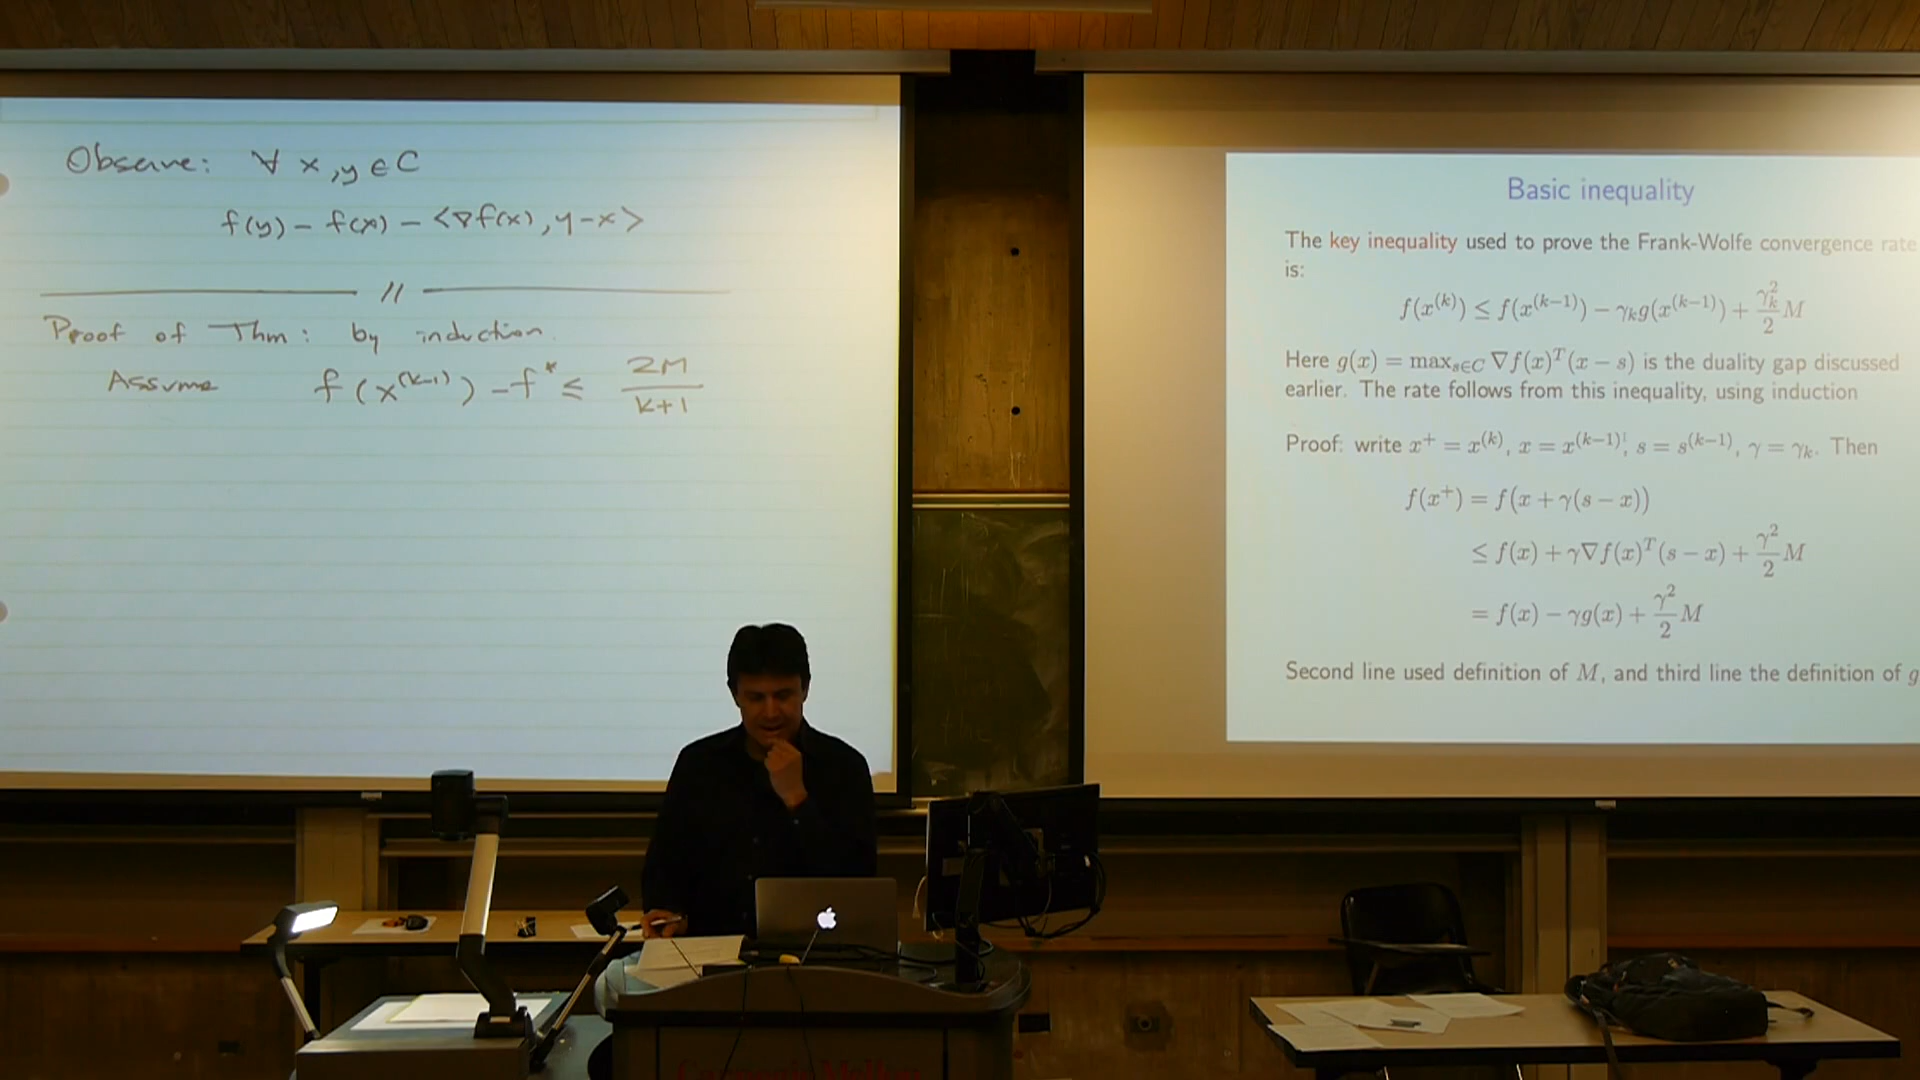 Observe: ∀ x,y ∈ C
f(y) - f(x) - <∇f(x), y-x>
//
Proof of Thm: by induction.
Assume f(x^(k-1)) - f* ≤ 2M/k+1
Basic inequality
The key inequality used to prove the Frank-Wolfe convergence rate
is:
f(x^(k)) ≤ f(x^(k−1)) − γ_k g(x^(k−1)) + γ_k^2/2 M
Here g(x) = max_{s∈C} ∇f(x)^T(x − s) is the duality gap discussed
earlier. The rate follows from this inequality, using induction
Proof: write x^+ = x^(k), x = x^(k−1), s = s^(k−1), γ = γ_k. Then
f(x^+) = f(x + γ(s − x))
≤ f(x) + γ∇f(x)^T(s − x) + γ^2/2 M
= f(x) − γg(x) + γ^2/2 M
Second line used definition of M, and third line the definition of g
Carnegie Mellon